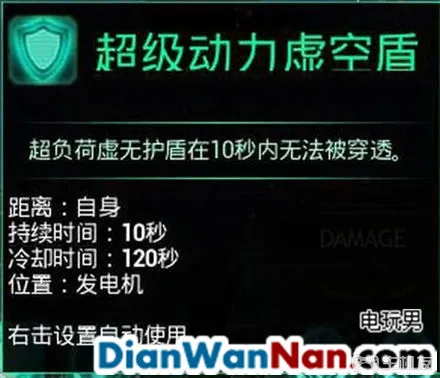 超级动力虚空盾
超负荷虚无护盾在10秒内无法被穿透。
距离：自身
持续时间：10秒
DAMAGE
冷却时间：120秒
位置：发电机
电玩男
右击设置自动使用
DianWanNan.com